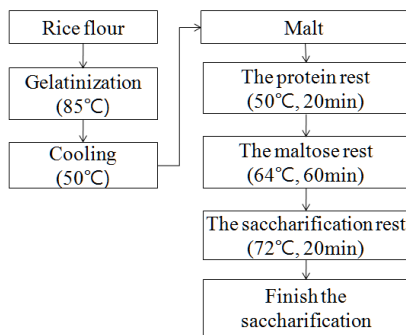 Rice flour
Gelatinization
(85℃)
Cooling
(50℃)
Malt
The protein rest
(50℃, 20min)
The maltose rest
(64℃, 60min)
The saccharification rest
(72℃, 20min)
Finish the
saccharification